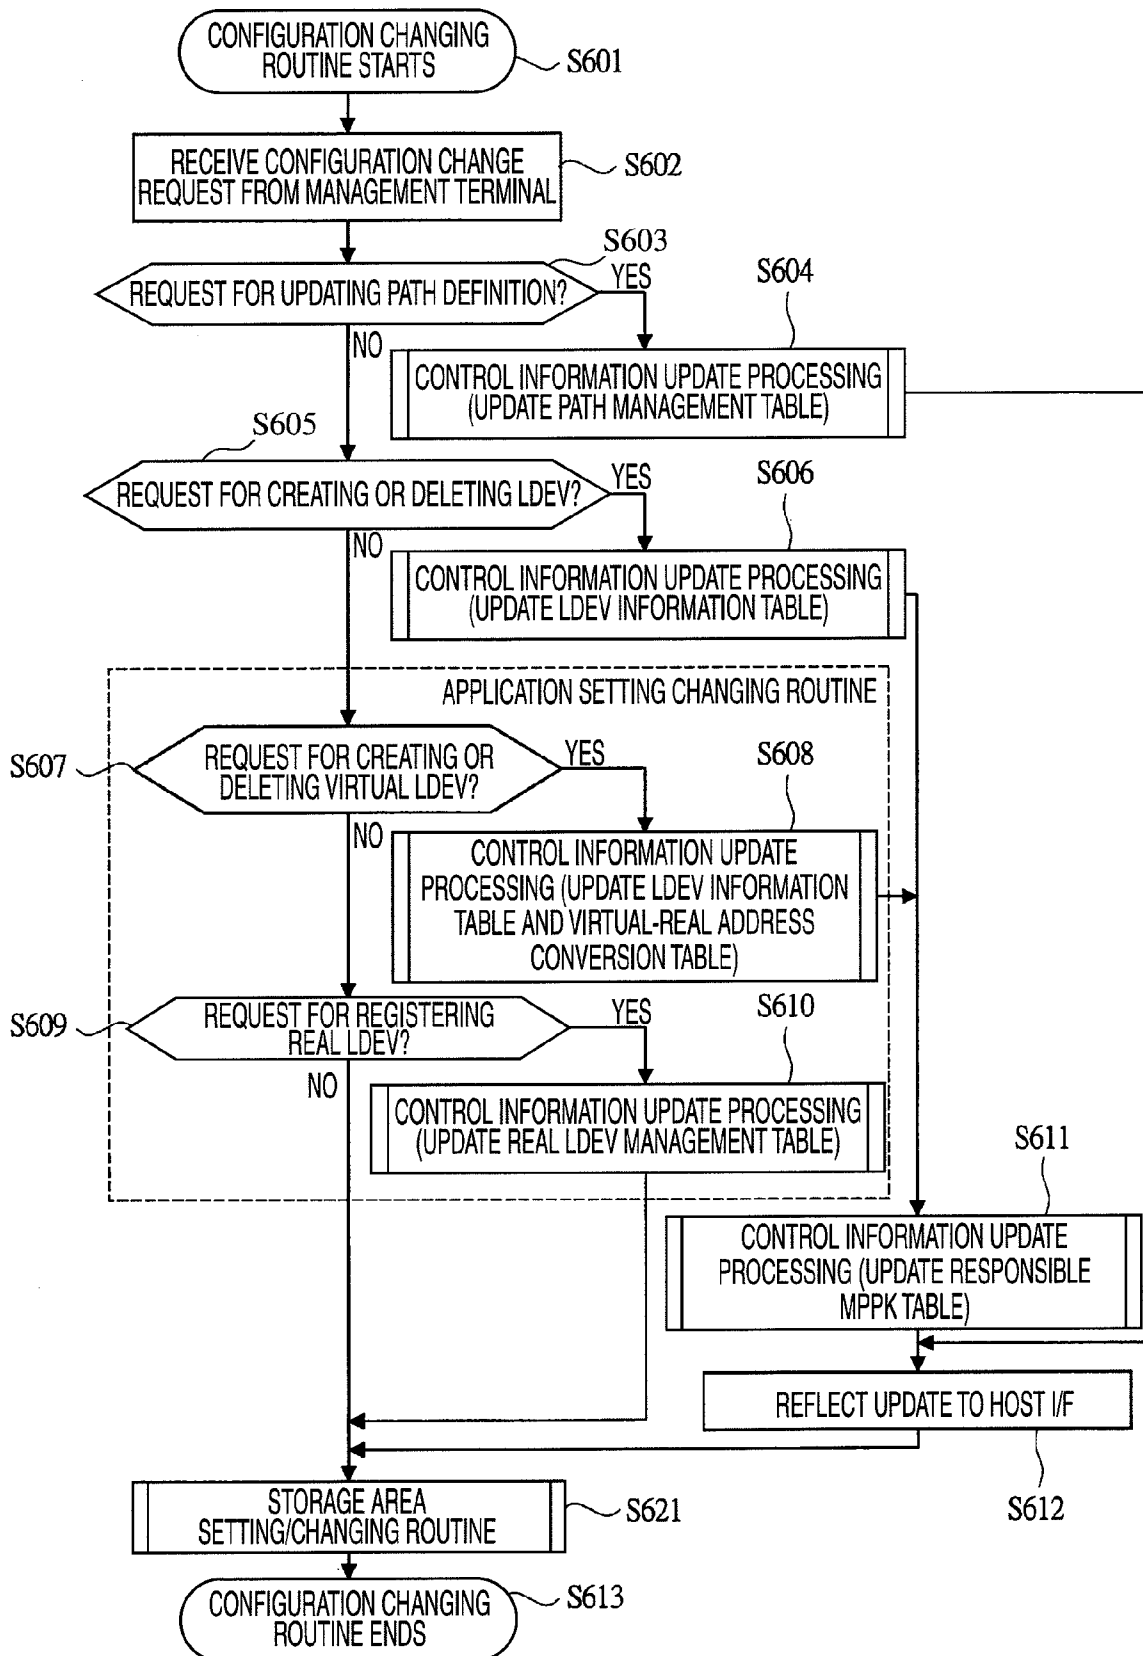 CONFIGURATION CHANGING
ROUTINE STARTS
S601
RECEIVE CONFIGURATION CHANGE
REQUEST FROM MANAGEMENT TERMINAL
S602
S603
REQUEST FOR UPDATING PATH DEFINITION?
YES
NO
S604
CONTROL INFORMATION UPDATE PROCESSING
(UPDATE PATH MANAGEMENT TABLE)
S605
REQUEST FOR CREATING OR DELETING LDEV?
YES
NO
S606
CONTROL INFORMATION UPDATE PROCESSING
(UPDATE LDEV INFORMATION TABLE)
APPLICATION SETTING CHANGING ROUTINE
S607
REQUEST FOR CREATING OR
DELETING VIRTUAL LDEV?
YES
NO
S608
CONTROL INFORMATION UPDATE
PROCESSING (UPDATE LDEV INFORMATION
TABLE AND VIRTUAL-REAL ADDRESS
CONVERSION TABLE)
S609
REQUEST FOR REGISTERING
REAL LDEV?
YES
NO
S610
CONTROL INFORMATION UPDATE PROCESSING
(UPDATE REAL LDEV MANAGEMENT TABLE)
S611
CONTROL INFORMATION UPDATE
PROCESSING (UPDATE RESPONSIBLE
MPPK TABLE)
REFLECT UPDATE TO HOST I/F
S612
STORAGE AREA
SETTING/CHANGING ROUTINE
S621
CONFIGURATION CHANGING
ROUTINE ENDS
S613